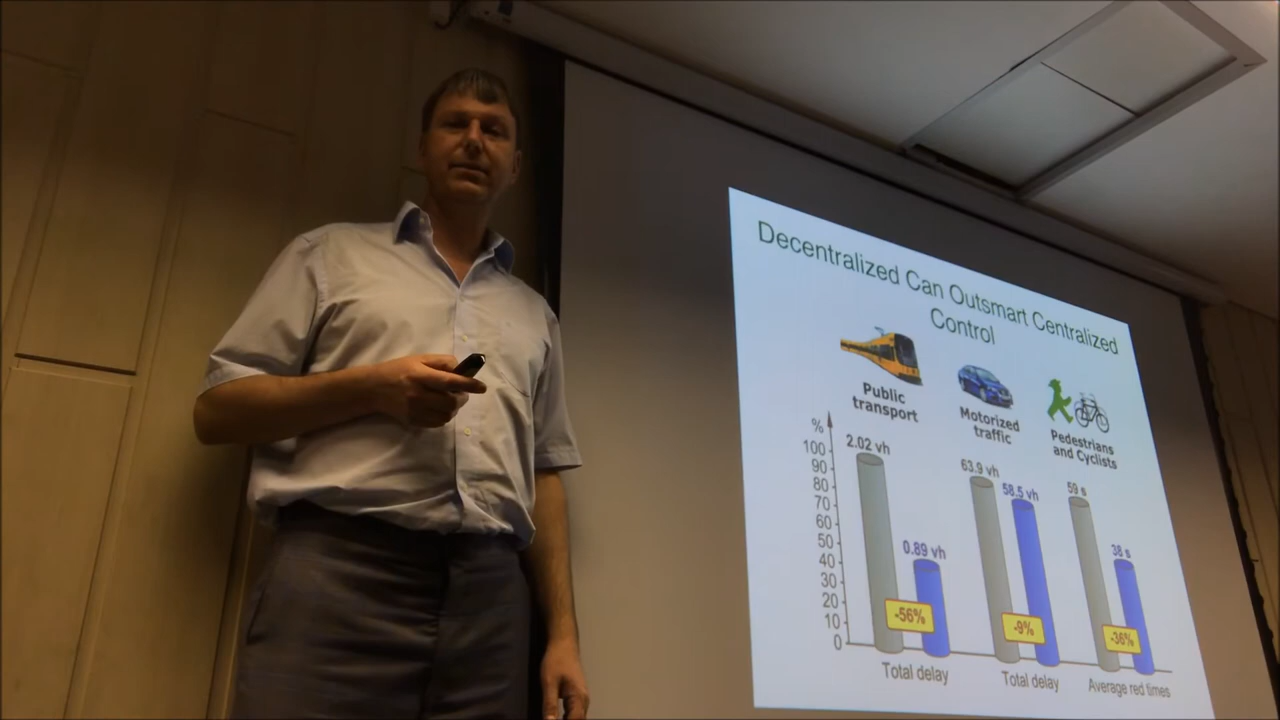 Decentralized Can Outsmart Centralized
Control
Public
transport
Motorized
traffic
Pedestrians
and Cyclists
%
100
90
80
70
60
50
40
30
20
10
0
2.02 vh
0.89 vh
-56%
63.9 vh
58.5 vh
-9%
59 s
38 s
-36%
Total delay
Total delay
Average red times